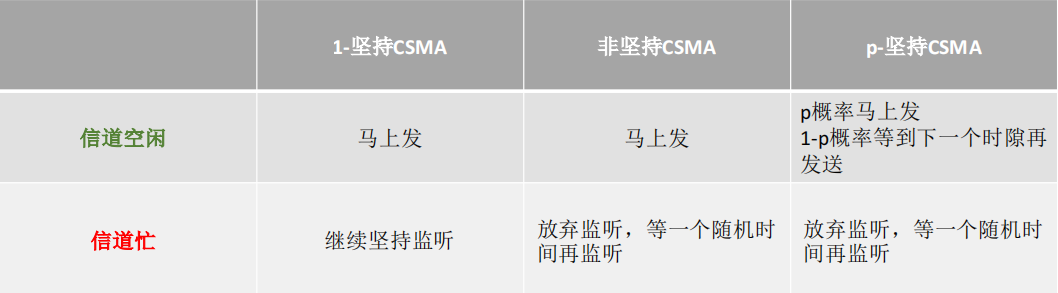 1-坚持CSMA
非坚持CSMA
p-坚持CSMA
信道空闲
马上发
马上发
p概率马上发
1-p概率等到下一个时隙再
发送
信道忙
继续坚持监听
放弃监听，等一个随机时
间再监听
放弃监听，等一个随机时
间再监听